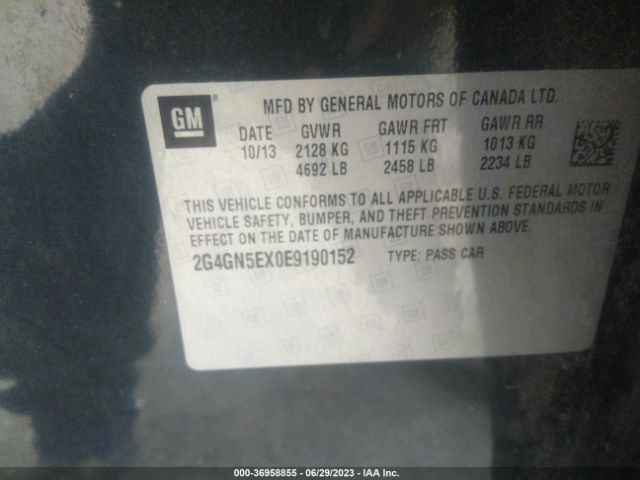 GM
MFD BY GENERAL MOTORS OF CANADA LTD.
DATE GVWR GAWR FRT GAWR RR
10/13 2128 KG 1115 KG 1013 KG
4692 LB 2458 LB 2234 LB
THIS VEHICLE CONFORMS TO ALL APPLICABLE U.S. FEDERAL MOTOR
VEHICLE SAFETY, BUMPER, AND THEFT PREVENTION STANDARDS IN
EFFECT ON THE DATE OF MANUFACTURE SHOWN ABOVE.
2G4GN5EX0E9190152 TYPE: PASS CAR
000-36958855 / 06/29/2023 - IAA Inc.